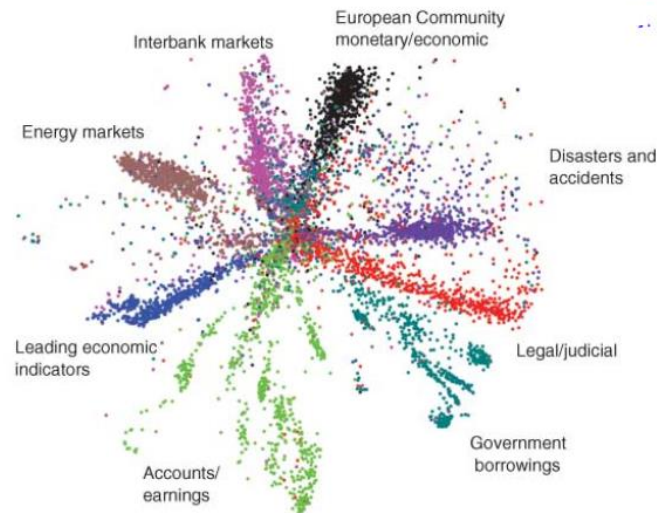 European Community
monetary/economic
Interbank markets
Energy markets
Disasters and
accidents
Leading economic
indicators
Legal/judicial
Government
borrowings
Accounts/
earnings